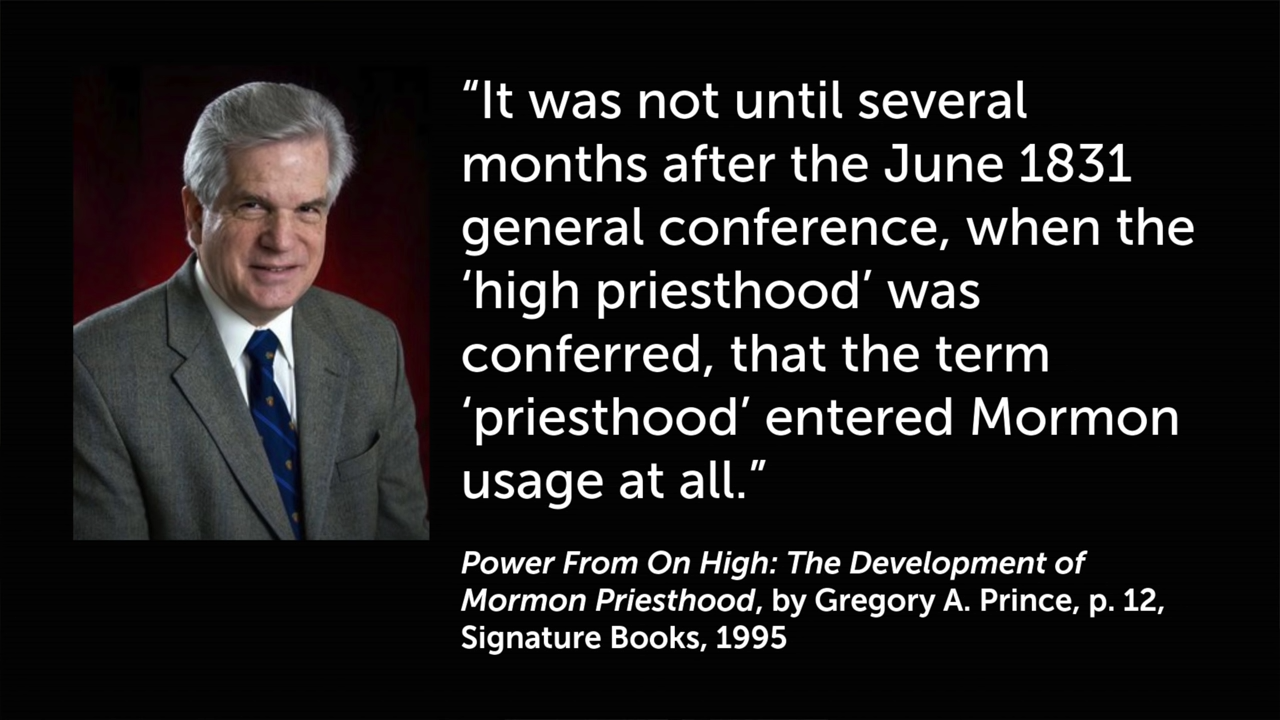 “It was not until several
months after the June 1831
general conference, when the
‘high priesthood’ was
conferred, that the term
‘priesthood’ entered Mormon
usage at all.”
Power From On High: The Development of
Mormon Priesthood, by Gregory A. Prince, p. 12,
Signature Books, 1995